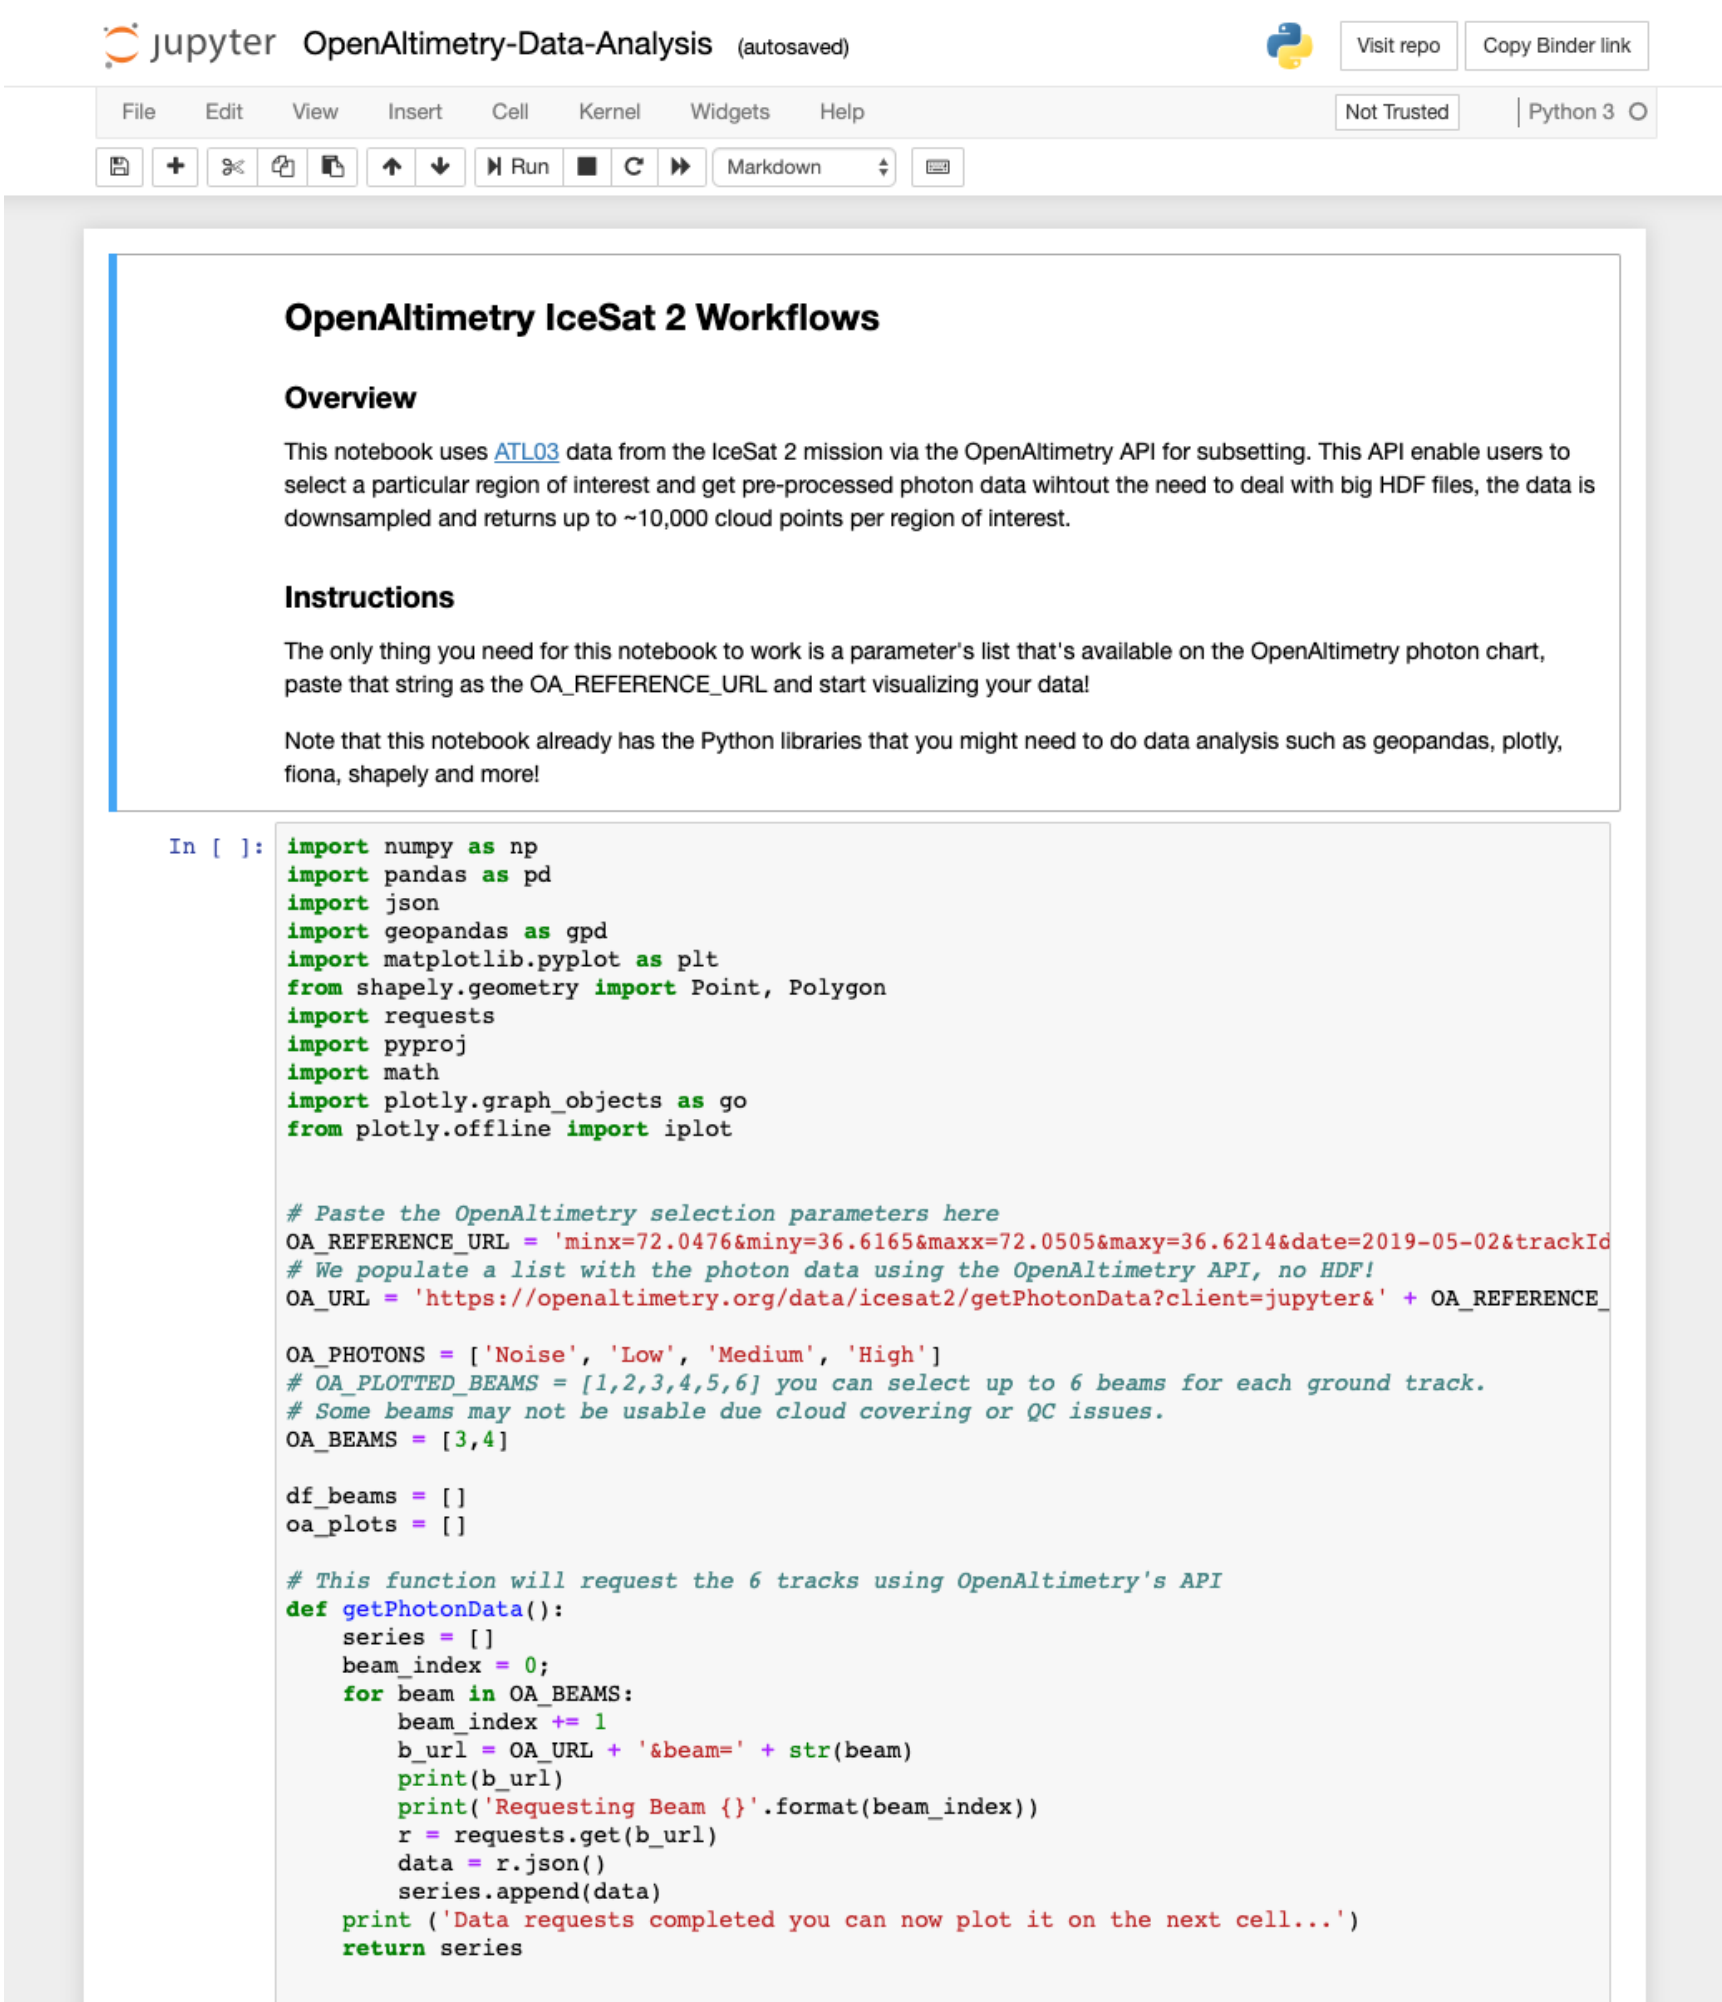 jupyter OpenAltimetry-Data-Analysis (autosaved) Visit repo Copy Binder link
File Edit View Insert Cell Kernel Widgets Help Not Trusted Python 3
Run Markdown
OpenAltimetry IceSat 2 Workflows
Overview
This notebook uses ATL03 data from the IceSat 2 mission via the OpenAltimetry API for subsetting. This API enable users to
select a particular region of interest and get pre-processed photon data wihtout the need to deal with big HDF files, the data is
downsampled and returns up to ~10,000 cloud points per region of interest.
Instructions
The only thing you need for this notebook to work is a parameter's list that's available on the OpenAltimetry photon chart,
paste that string as the OA_REFERENCE_URL and start visualizing your data!
Note that this notebook already has the Python libraries that you might need to do data analysis such as geopandas, plotly,
fiona, shapely and more!
In [ ]: import numpy as np
import pandas as pd
import json
import geopandas as gpd
import matplotlib.pyplot as plt
from shapely.geometry import Point, Polygon
import requests
import pyproj
import math
import plotly.graph_objects as go
from plotly.offline import iplot
# Paste the OpenAltimetry selection parameters here
OA_REFERENCE_URL = 'minx=72.0476&miny=36.6165&maxx=72.0505&maxy=36.6214&date=2019-05-02&trackId
# We populate a list with the photon data using the OpenAltimetry API, no HDF!
OA_URL = 'https://openaltimetry.org/data/icesat2/getPhotonData?client=jupyter&' + OA_REFERENCE_
OA_PHOTONS = ['Noise', 'Low', 'Medium', 'High']
# OA_PLOTTED_BEAMS = [1,2,3,4,5,6] you can select up to 6 beams for each ground track.
# Some beams may not be usable due cloud covering or QC issues.
OA_BEAMS = [3,4]
df_beams = []
oa_plots = []
# This function will request the 6 tracks using OpenAltimetry's API
def getPhotonData():
    series = []
    beam_index = 0;
    for beam in OA_BEAMS:
        beam_index += 1
        b_url = OA_URL + '&beam=' + str(beam)
        print(b_url)
        print('Requesting Beam {}'.format(beam_index))
        r = requests.get(b_url)
        data = r.json()
        series.append(data)
    print ('Data requests completed you can now plot it on the next cell...')
    return series